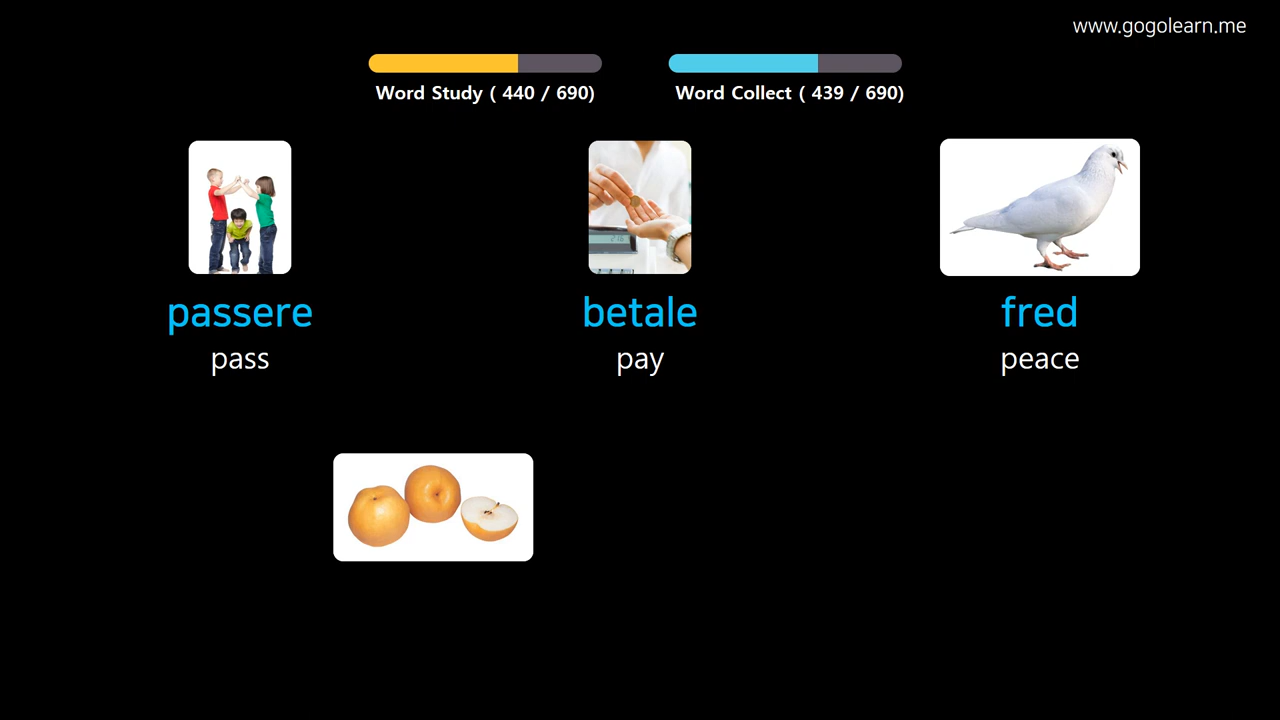 www.gogolearn.me
Word Study ( 440 / 690)
Word Collect ( 439 / 690)
passere
pass
betale
pay
fred
peace